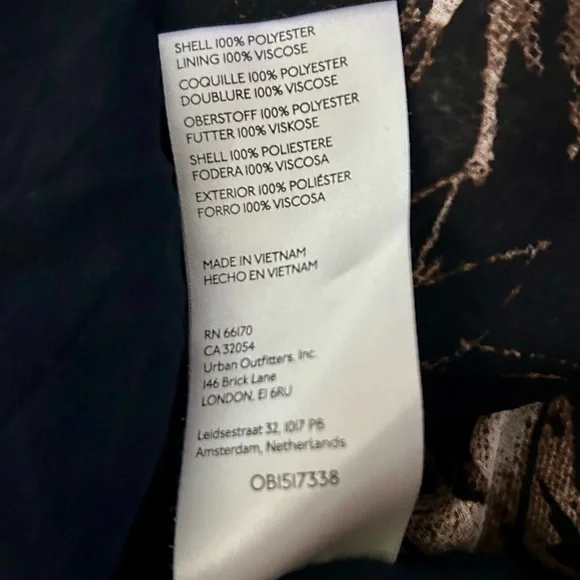 SHELL 100% POLYESTER
LINING 100% VISCOSE
COQUILLE 100% POLYESTER
DOUBLURE 100% VISCOSE
OBERSTOFF 100% POLYESTER
FUTTER 100% VISKOSE
SHELL 100% POLIESTERE
FODERA 100% VISCOSA
EXTERIOR 100% POLIÉSTER
FORRO 100% VISCOSA
MADE IN VIETNAM
HECHO EN VIETNAM
RN 66170
CA 32054
Urban Outfitters, Inc.
146 Brick Lane
LONDON, E1 6RU
Leidsestraat 32, 1017 PB
Amsterdam, Netherlands
OB1517338